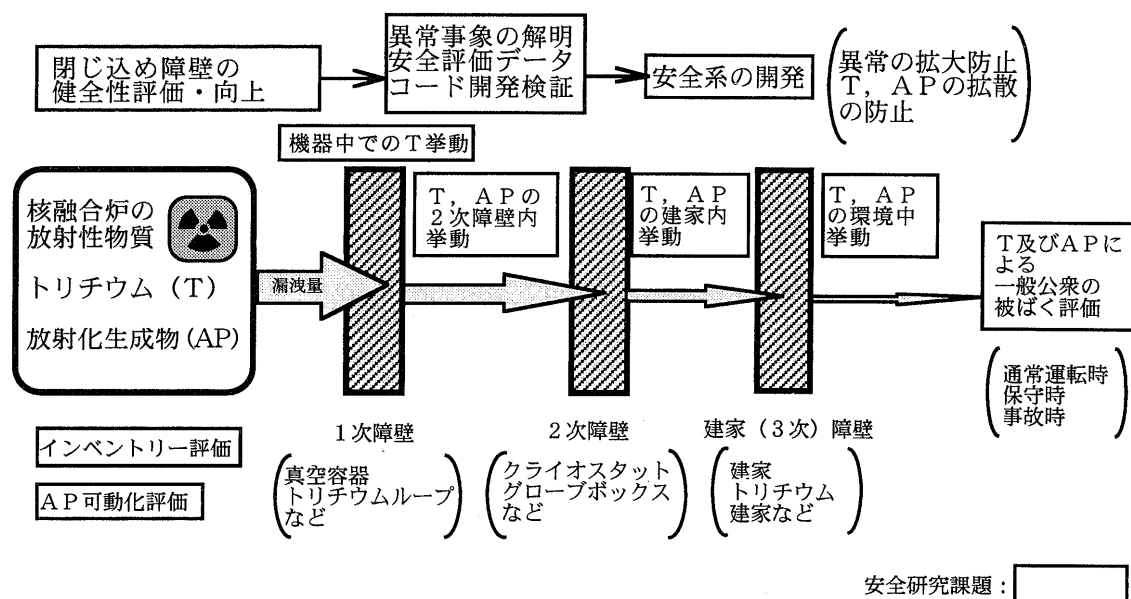 閉じ込め障壁の
健全性評価・向上
異常事象の解明
安全評価データ
コード開発検証
安全系の開発
異常の拡大防止
T，APの拡散
の防止
機器中でのT挙動
核融合炉の
放射性物質
トリチウム（T）
放射化生成物(AP)
漏洩量
T，APの
2次障壁内
挙動
T，AP
の建家内
挙動
T，AP
の環境中
挙動
T及びAPに
よる
一般公衆の
被ばく評価
通常運転時
保守時
事故時
インベントリー評価
AP可動化評価
1次障壁
真空容器
トリチウムループ
など
2次障壁
クライオスタット
グローブボックス
など
建家（3次）障壁
建家
トリチウム
建家など
安全研究課題：